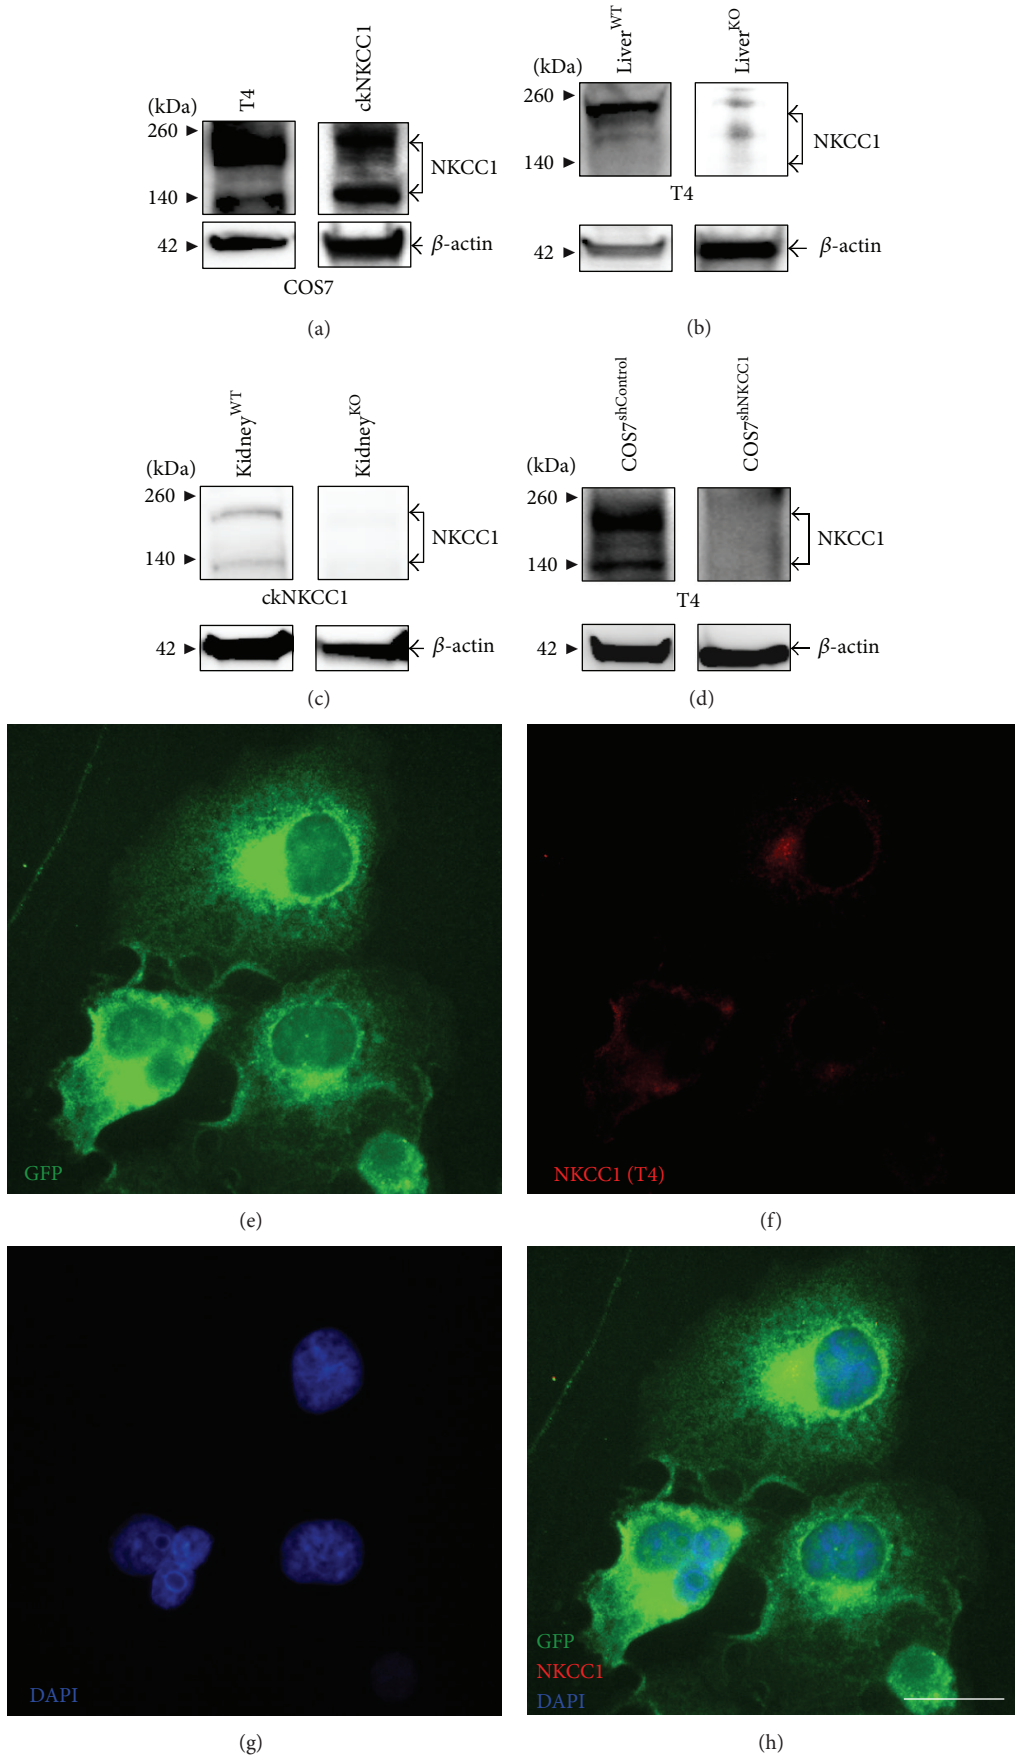 T4
ckNKCC1
(kDa)
260
140
NKCC1
42
β-actin
COS7
(a)
Liver^WT
Liver^KO
(kDa)
260
140
NKCC1
T4
42
β-actin
(b)
Kidney^WT
Kidney^KO
(kDa)
260
140
NKCC1
ckNKCC1
42
β-actin
(c)
COS7^shControl
COS7^shNKCC1
(kDa)
260
140
NKCC1
T4
42
β-actin
(d)
GFP
(e)
NKCC1 (T4)
(f)
DAPI
(g)
GFP
NKCC1
DAPI
(h)